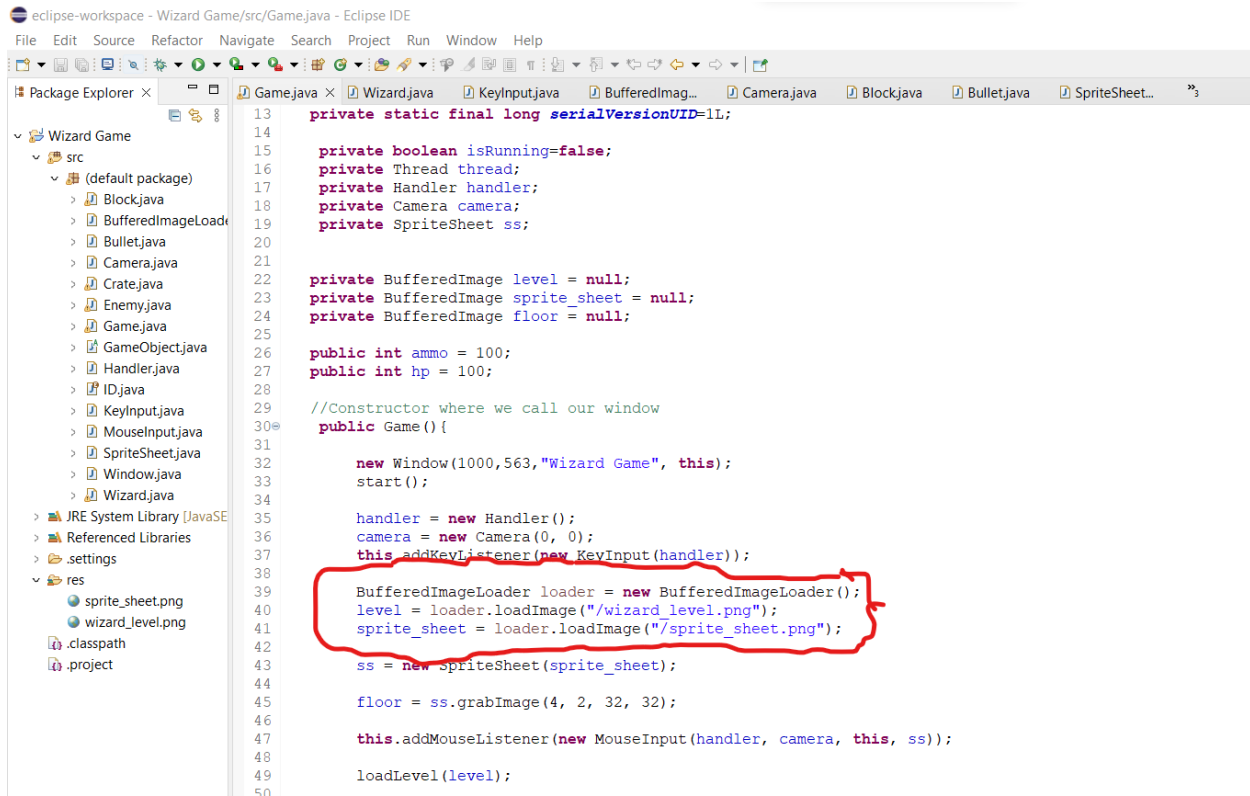 eclipse-workspace - Wizard Game/src/Game.java - Eclipse IDE
File Edit Source Refactor Navigate Search Project Run Window Help
Package Explorer
Game.java Wizard.java KeyInput.java BufferedImag... Camera.java Block.java Bullet.java SpriteSheet... »3
Wizard Game
src
(default package)
Block.java
BufferedImageLoade
Bullet.java
Camera.java
Crate.java
Enemy.java
Game.java
GameObject.java
Handler.java
ID.java
KeyInput.java
MouseInput.java
SpriteSheet.java
Window.java
Wizard.java
JRE System Library [JavaSE
Referenced Libraries
.settings
res
sprite_sheet.png
wizard_level.png
.classpath
.project
13 private static final long serialVersionUID=1L;
14
15 private boolean isRunning=false;
16 private Thread thread;
17 private Handler handler;
18 private Camera camera;
19 private SpriteSheet ss;
20
21
22 private BufferedImage level = null;
23 private BufferedImage sprite_sheet = null;
24 private BufferedImage floor = null;
25
26 public int ammo = 100;
27 public int hp = 100;
28
29 //Constructor where we call our window
30 public Game(){
31
32 new Window(1000,563,"Wizard Game", this);
33 start();
34
35 handler = new Handler();
36 camera = new Camera(0, 0);
37 this.addKeyListener(new KeyInput(handler));
38
39 BufferedImageLoader loader = new BufferedImageLoader();
40 level = loader.loadImage("/wizard_level.png");
41 sprite_sheet = loader.loadImage("/sprite_sheet.png");
42
43 ss = new SpriteSheet(sprite_sheet);
44
45 floor = ss.grabImage(4, 2, 32, 32);
46
47 this.addMouseListener(new MouseInput(handler, camera, this, ss));
48
49 loadLevel(level);
50